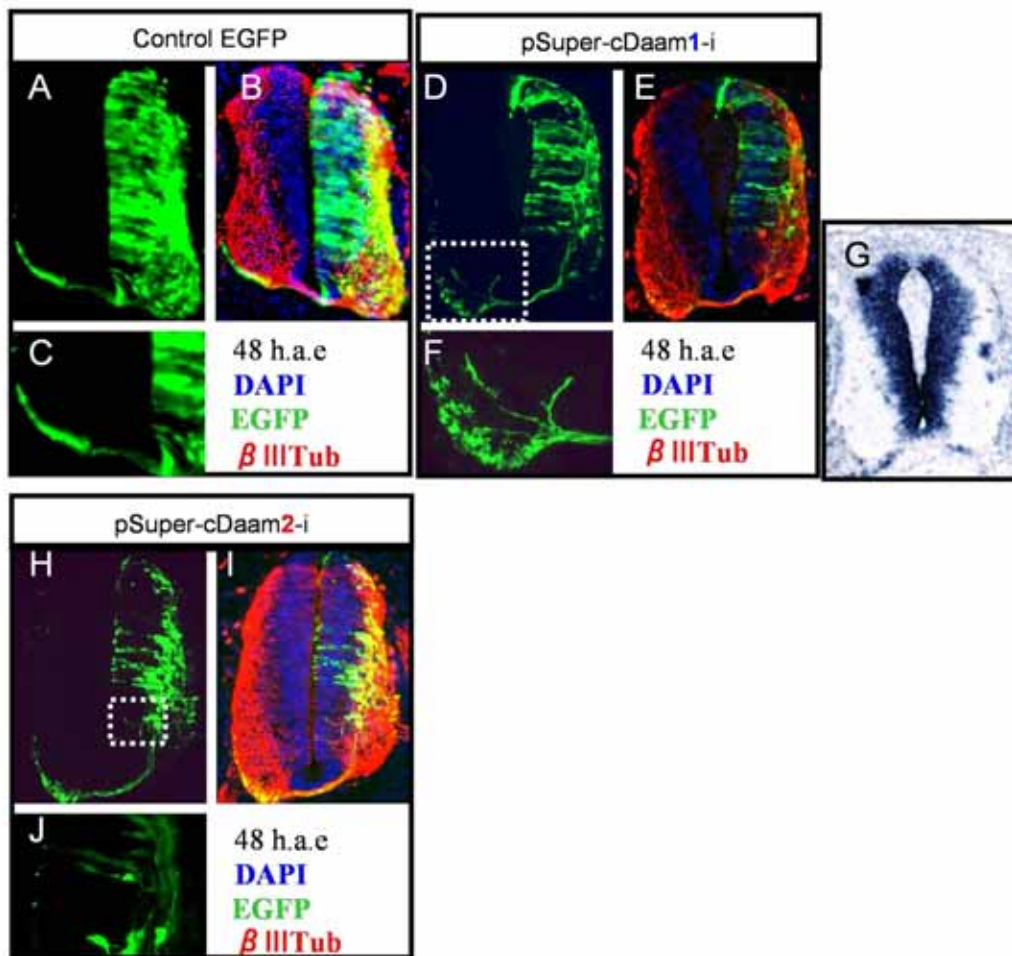 Control EGFP
A
B
C
48 h.a.e
DAPI
EGFP
β IIITub
pSuper-cDaam1-i
D
E
F
48 h.a.e
DAPI
EGFP
β IIITub
G
pSuper-cDaam2-i
H
I
J
48 h.a.e
DAPI
EGFP
β IIITub